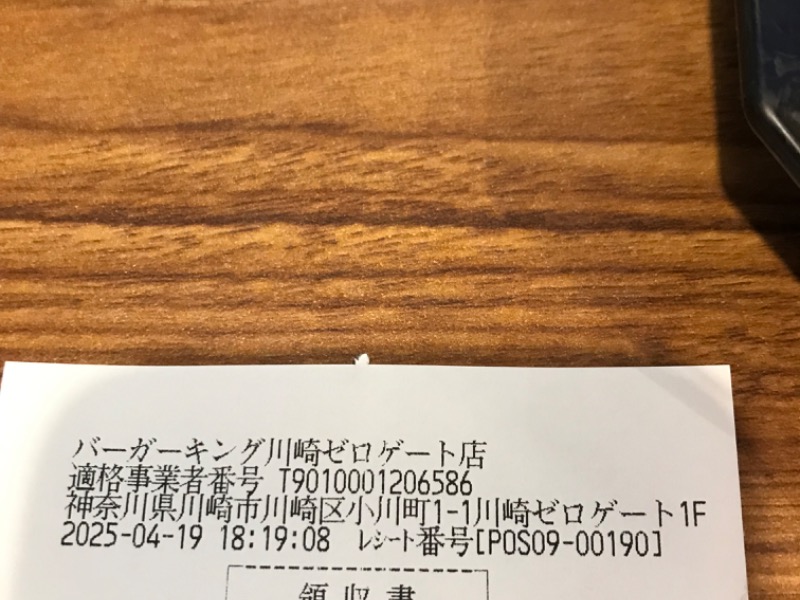 バーガーキング川崎ゼロゲート店
適格事業者番号 T9010001206586
神奈川県川崎市川崎区小川町1-1川崎ゼロゲート1F
2025-04-19 18:19:08 レシート番号[POS09-00190]
領収書